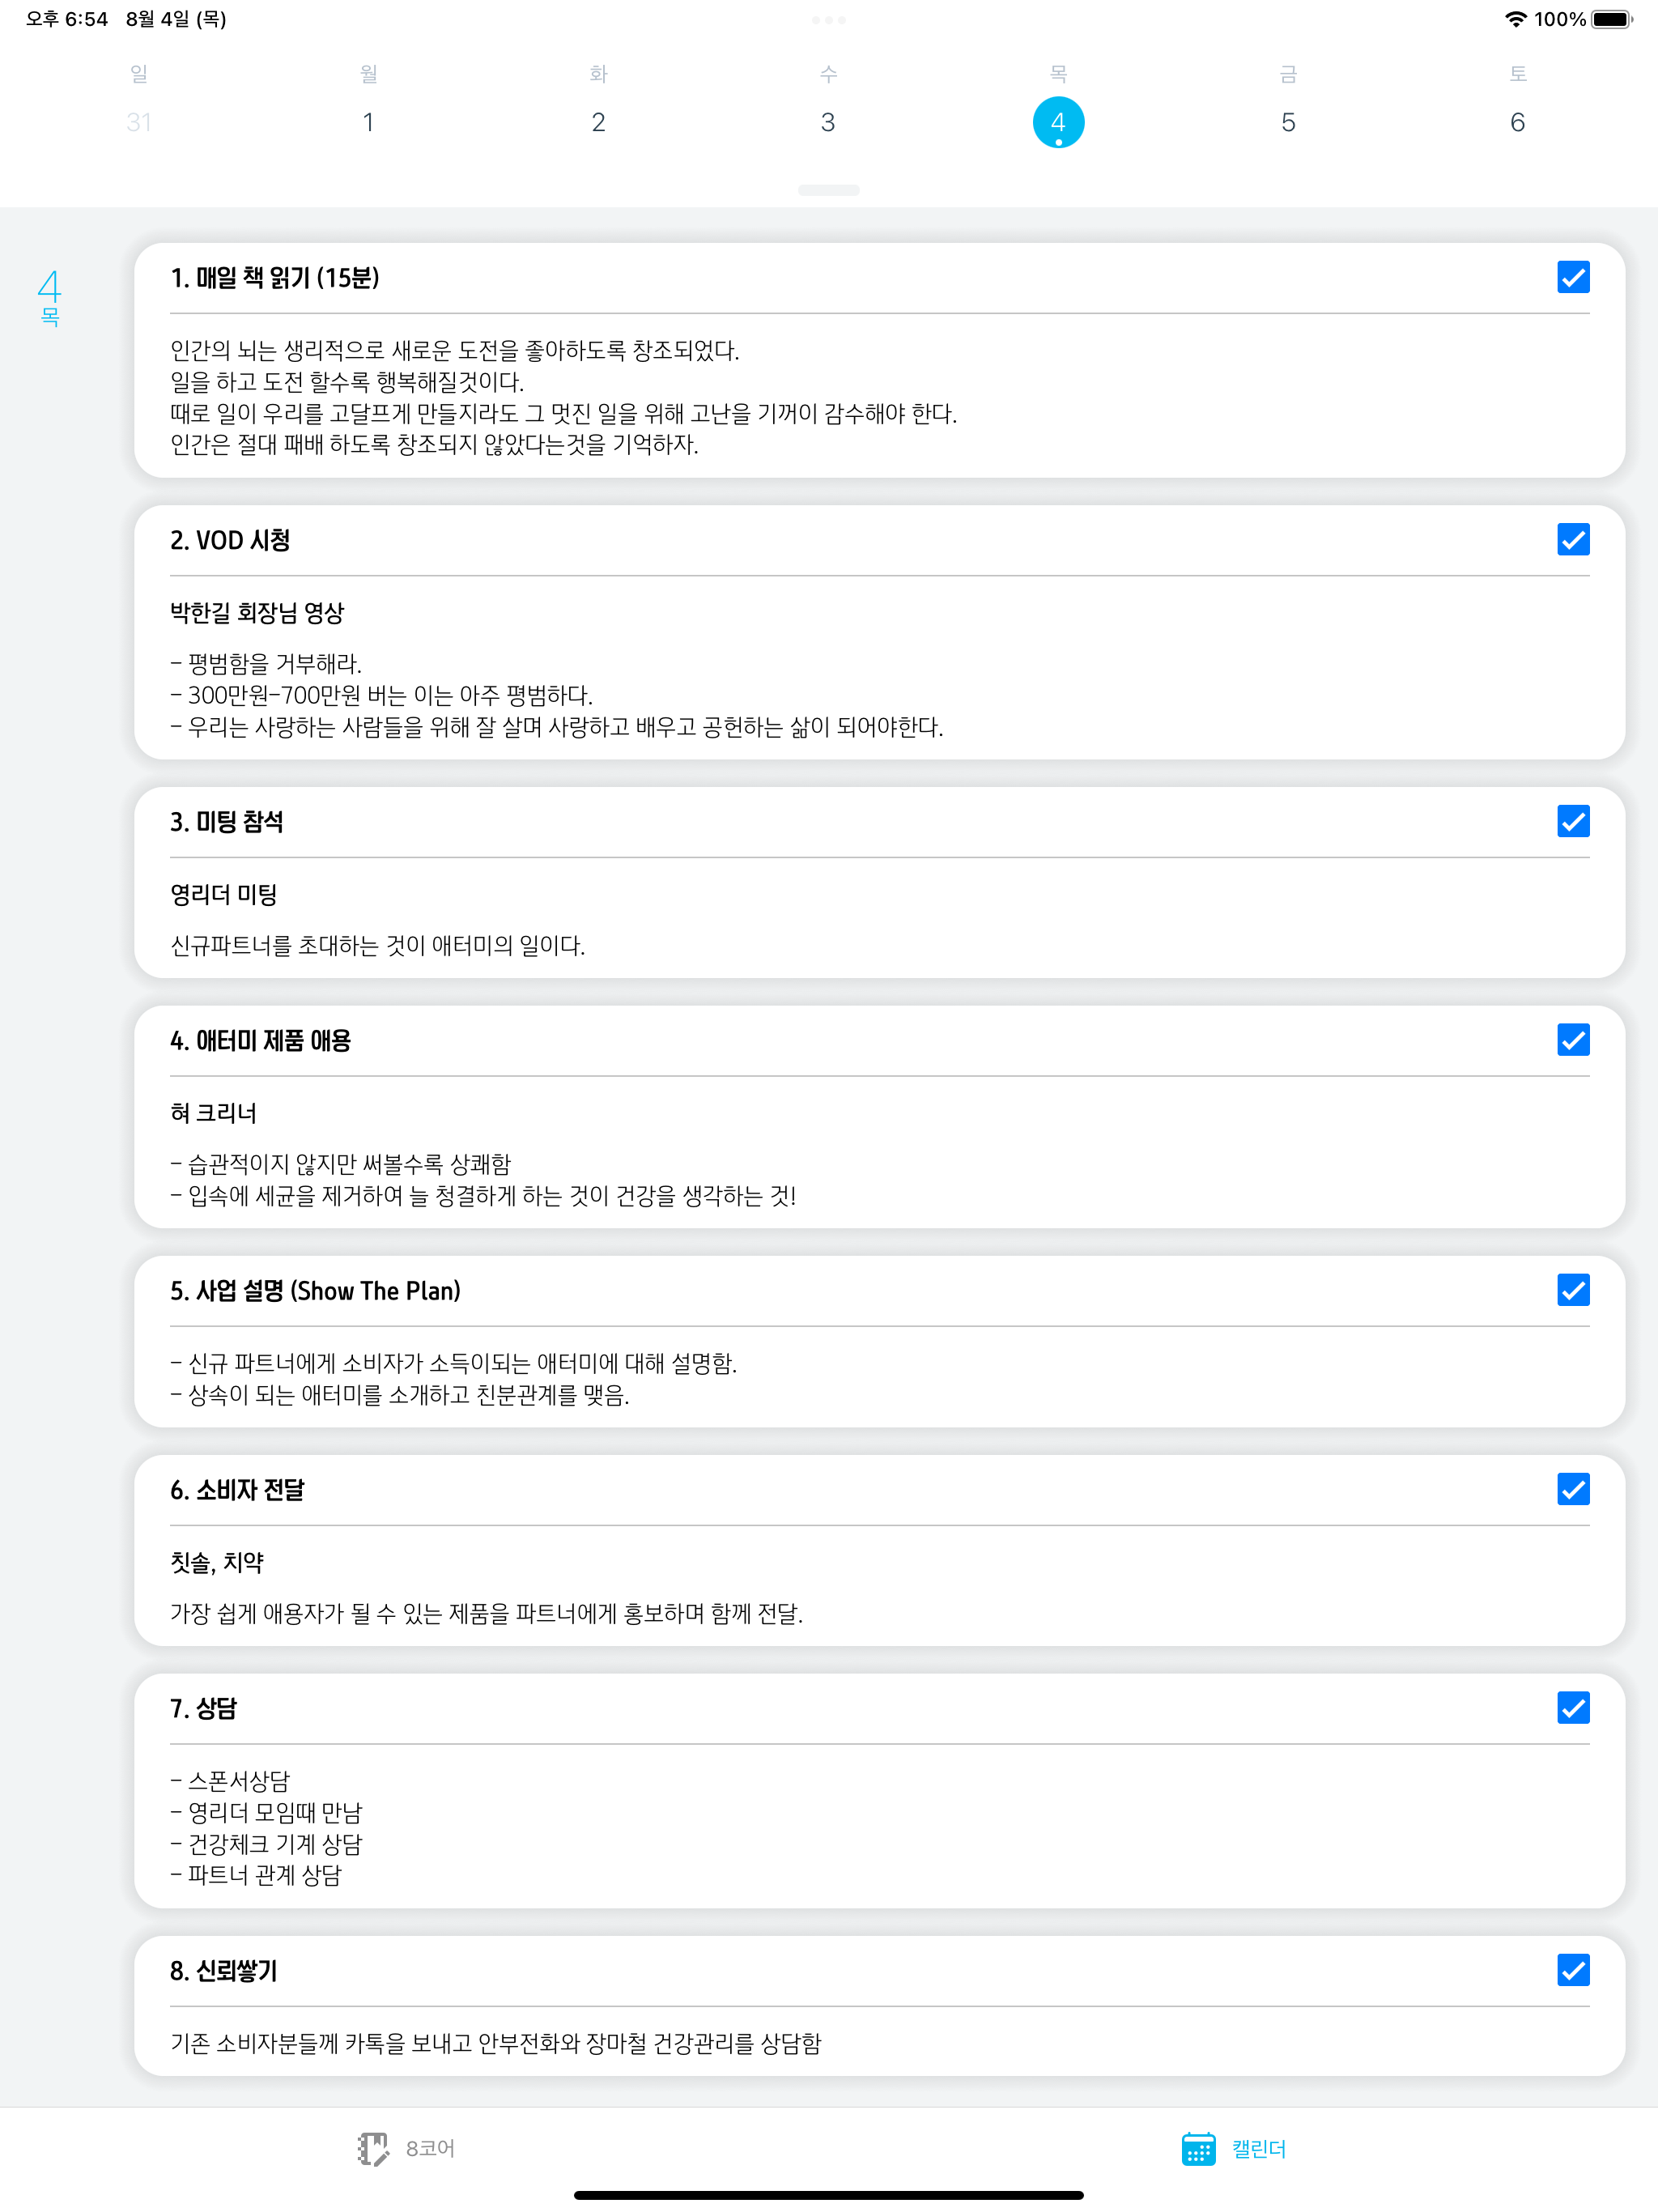 오후 6:54 8월 4일 (목)
100%
일 월 화 수 목 금 토
31 1 2 3 4 5 6
4
목
1. 매일 책 읽기 (15분)
인간의 뇌는 생리적으로 새로운 도전을 좋아하도록 창조되었다.
일을 하고 도전 할수록 행복해질것이다.
때로 일이 우리를 고달프게 만들지라도 그 멋진 일을 위해 고난을 기꺼이 감수해야 한다.
인간은 절대 패배 하도록 창조되지 않았다는것을 기억하자.
2. VOD 시청
박한길 회장님 영상
- 평범함을 거부해라.
- 300만원-700만원 버는 이는 아주 평범하다.
- 우리는 사랑하는 사람들을 위해 잘 살며 사랑하고 배우고 공헌하는 삶이 되어야한다.
3. 미팅 참석
영리더 미팅
신규파트너를 초대하는 것이 애터미의 일이다.
4. 애터미 제품 애용
혀 크리너
- 습관적이지 않지만 써볼수록 상쾌함
- 입속에 세균을 제거하여 늘 청결하게 하는 것이 건강을 생각하는 것!
5. 사업 설명 (Show The Plan)
- 신규 파트너에게 소비자가 소득이되는 애터미에 대해 설명함.
- 상속이 되는 애터미를 소개하고 친분관계를 맺음.
6. 소비자 전달
칫솔, 치약
가장 쉽게 애용자가 될 수 있는 제품을 파트너에게 홍보하며 함께 전달.
7. 상담
- 스폰서상담
- 영리더 모임때 만남
- 건강체크 기계 상담
- 파트너 관계 상담
8. 신뢰쌓기
기존 소비자분들께 카톡을 보내고 안부전화와 장마철 건강관리를 상담함
8코어
캘린더